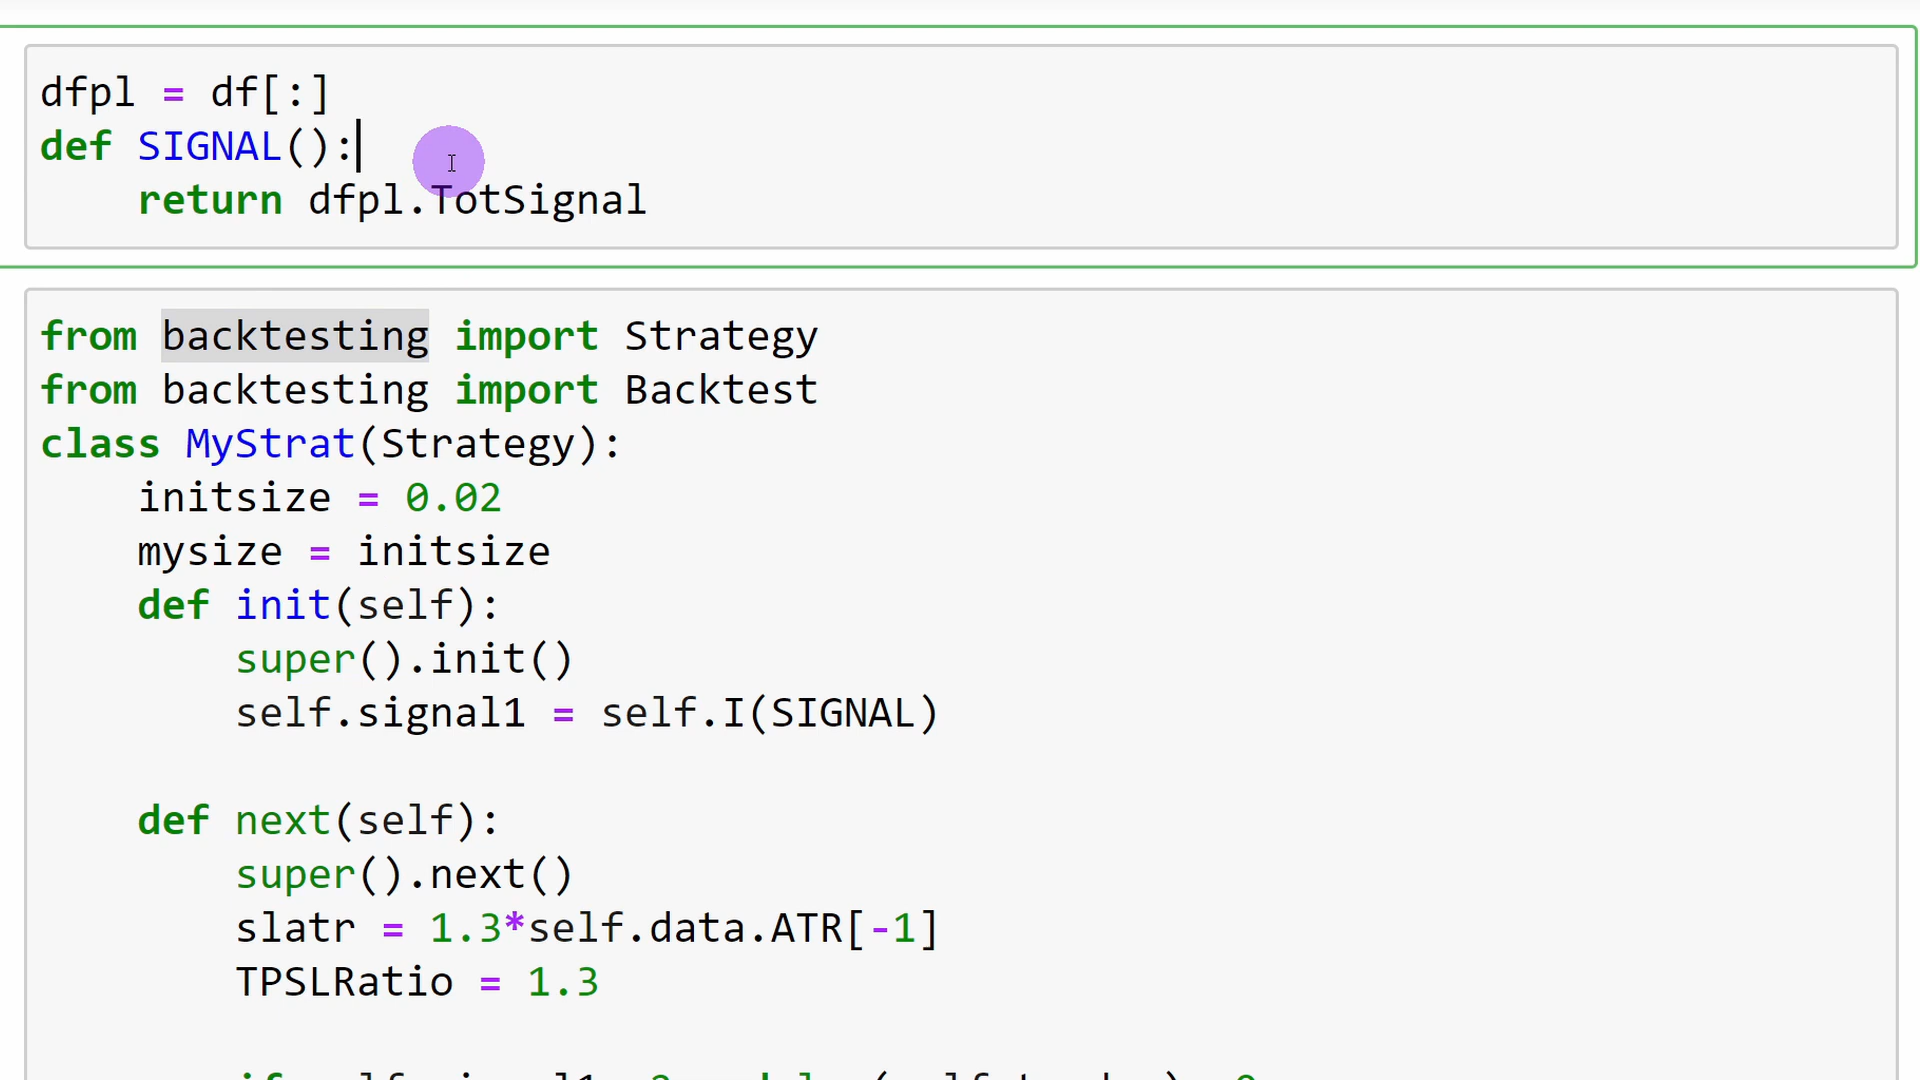 dfpl = df[:]
def SIGNAL():
    return dfpl.TotSignal
from backtesting import Strategy
from backtesting import Backtest
class MyStrat(Strategy):
    initsize = 0.02
    mysize = initsize
    def init(self):
        super().init()
        self.signal1 = self.I(SIGNAL)
    def next(self):
        super().next()
        slatr = 1.3*self.data.ATR[-1]
        TPSLRatio = 1.3